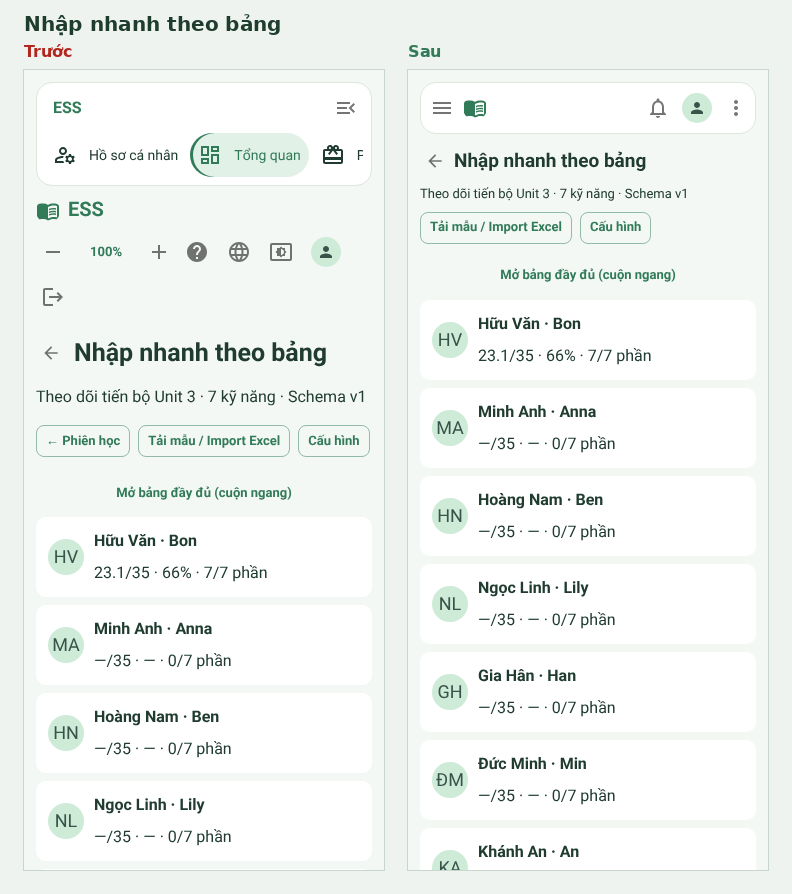 Nhập nhanh theo bảng
Trước
ESS
Hồ sơ cá nhân
Tổng quan
ESS
100%
Nhập nhanh theo bảng
Theo dõi tiến bộ Unit 3 · 7 kỹ năng · Schema v1
← Phiên học
Tải mẫu / Import Excel
Cấu hình
Mở bảng đầy đủ (cuộn ngang)
HV
Hữu Văn · Bon
23.1/35 · 66% · 7/7 phần
MA
Minh Anh · Anna
—/35 · — · 0/7 phần
HN
Hoàng Nam · Ben
—/35 · — · 0/7 phần
NL
Ngọc Linh · Lily
—/35 · — · 0/7 phần
Sau
Nhập nhanh theo bảng
Theo dõi tiến bộ Unit 3 · 7 kỹ năng · Schema v1
Tải mẫu / Import Excel
Cấu hình
Mở bảng đầy đủ (cuộn ngang)
HV
Hữu Văn · Bon
23.1/35 · 66% · 7/7 phần
MA
Minh Anh · Anna
—/35 · — · 0/7 phần
HN
Hoàng Nam · Ben
—/35 · — · 0/7 phần
NL
Ngọc Linh · Lily
—/35 · — · 0/7 phần
GH
Gia Hân · Han
—/35 · — · 0/7 phần
ĐM
Đức Minh · Min
—/35 · — · 0/7 phần
KA
Khánh An · An